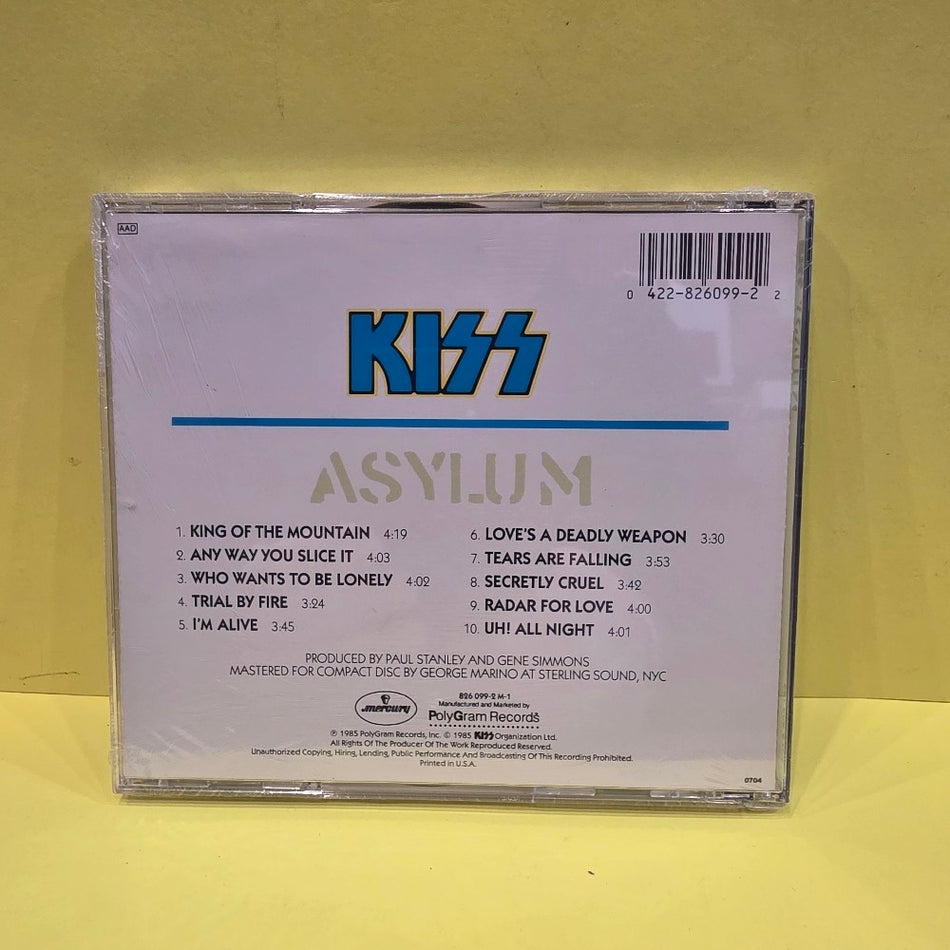 AAD
0 422-826099-2 2
KISS
ASYLUM
1. KING OF THE MOUNTAIN 4:19
2. ANY WAY YOU SLICE IT 4:03
3. WHO WANTS TO BE LONELY 4:02
4. TRIAL BY FIRE 3:24
5. I'M ALIVE 3:45
6. LOVE'S A DEADLY WEAPON 3:30
7. TEARS ARE FALLING 3:53
8. SECRETLY CRUEL 3:42
9. RADAR FOR LOVE 4:00
10. UH! ALL NIGHT 4:01
PRODUCED BY PAUL STANLEY AND GENE SIMMONS
MASTERED FOR COMPACT DISC BY GEORGE MARINO AT STERLING SOUND, NYC
mercury
826 099-2 M-1
Manufactured and Marketed by
PolyGram Records
℗ 1985 PolyGram Records, Inc. © 1985 KISS Organization Ltd.
All Rights Of The Producer Of The Work Reproduced Reserved.
Unauthorized Copying, Hiring, Lending, Public Performance And Broadcasting Of This Recording Prohibited.
Printed in U.S.A.
0704